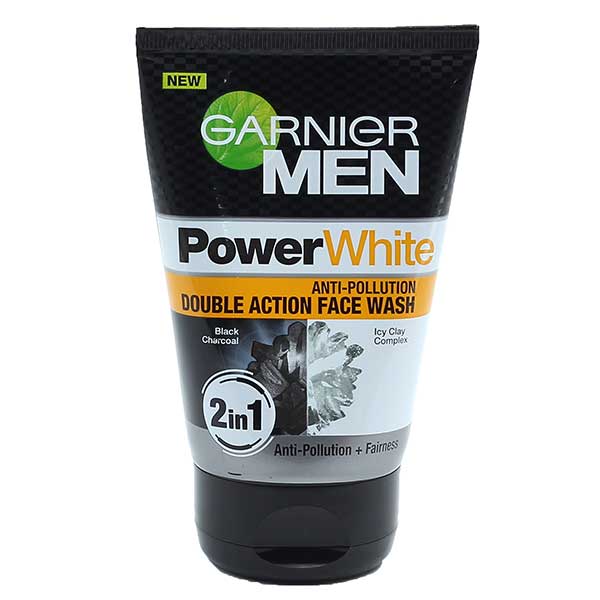 NEW
GARNIER
MEN
PowerWhite
ANTI-POLLUTION
DOUBLE ACTION FACE WASH
Black
Charcoal
Icy Clay
Complex
2in1
Anti-Pollution + Fairness